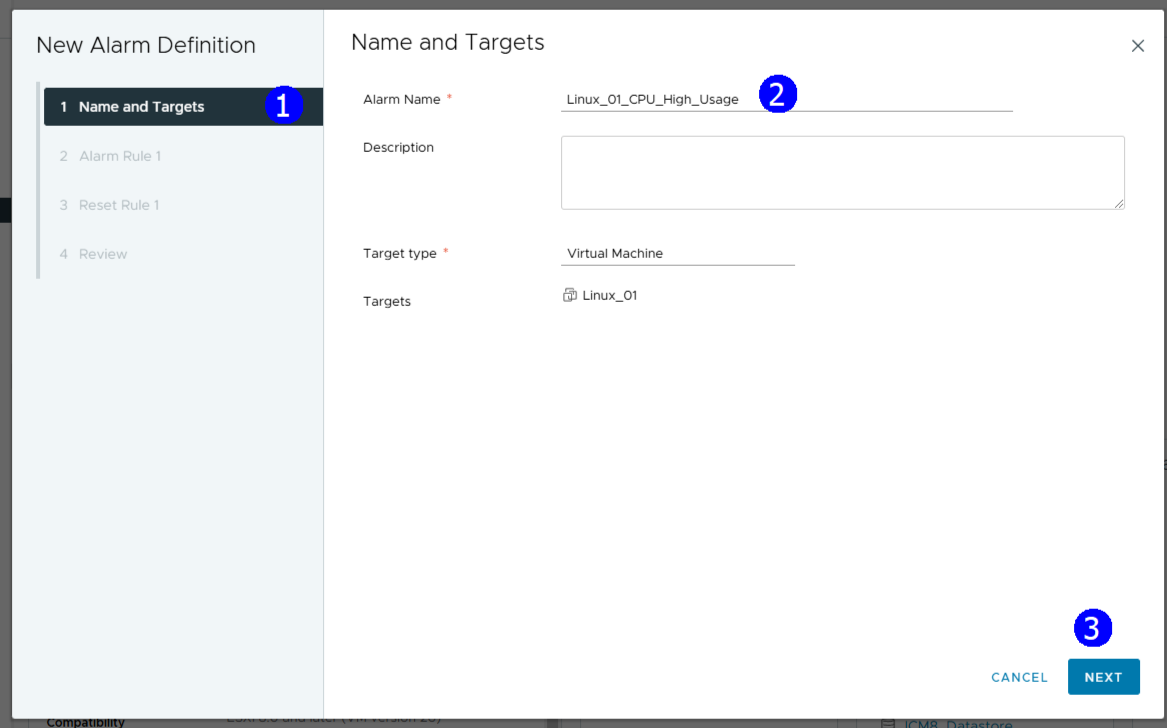 New Alarm Definition
1 Name and Targets 1
2 Alarm Rule 1
3 Reset Rule 1
4 Review
Name and Targets
Alarm Name * Linux_01_CPU_High_Usage 2
Description
Target type * Virtual Machine
Targets Linux_01
3
CANCEL NEXT
Compatibility
ICM8_Datastore